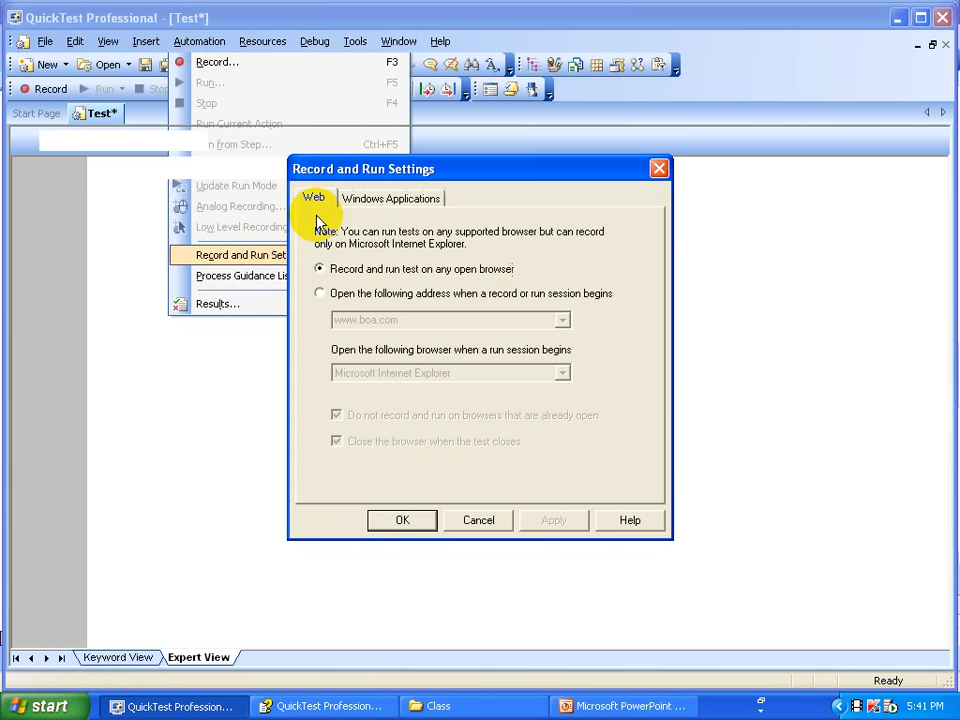 QuickTest Professional - [Test*]
File Edit View Insert Automation Resources Debug Tools Window Help
New Open
Record... F3
Run... F5
Stop F4
Run Current Action
n from Step... Ctrl+F5
Record Run Stop
Start Page Test*
Update Run Mode
Analog Recording...
Low Level Recording
Record and Run Set
Process Guidance Lis
Results...
Record and Run Settings
Web Windows Applications
Note: You can run tests on any supported browser but can record
only on Microsoft Internet Explorer.
Record and run test on any open browser
Open the following address when a record or run session begins
www.boa.com
Open the following browser when a run session begins
Microsoft Internet Explorer
Do not record and run on browsers that are already open
Close the browser when the test closes
OK Cancel Apply Help
Keyword View Expert View
Ready
start QuickTest Profession... QuickTest Profession... Class Microsoft PowerPoint ... 5:41 PM